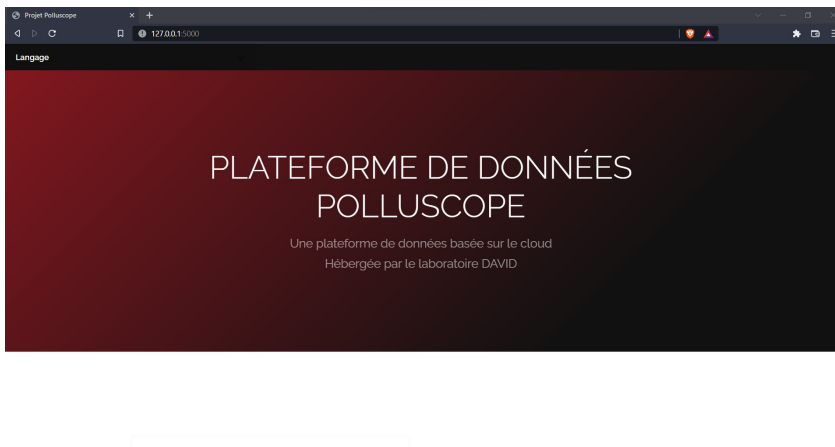 Projet Polluscope
127.0.0.1:5000
Langage
PLATEFORME DE DONNÉES
POLLUSCOPE
Une plateforme de données basée sur le cloud
Hébergée par le laboratoire DAVID